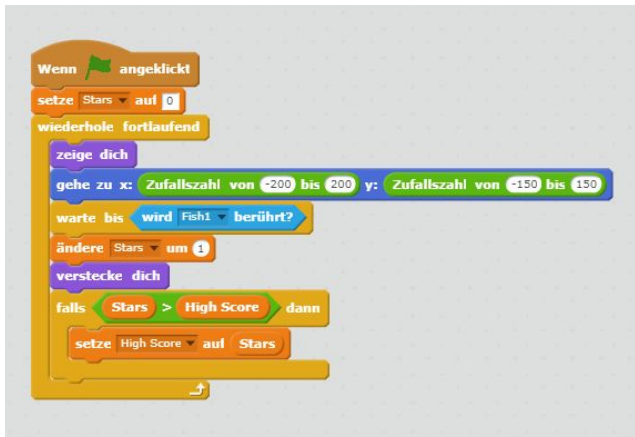 Wenn angeklickt
setze Stars auf 0
wiederhole fortlaufend
zeige dich
gehe zu x: Zufallszahl von -200 bis 200 y: Zufallszahl von -150 bis 150
warte bis wird Fish1 berührt?
ändere Stars um 1
verstecke dich
falls Stars > High Score dann
setze High Score auf Stars